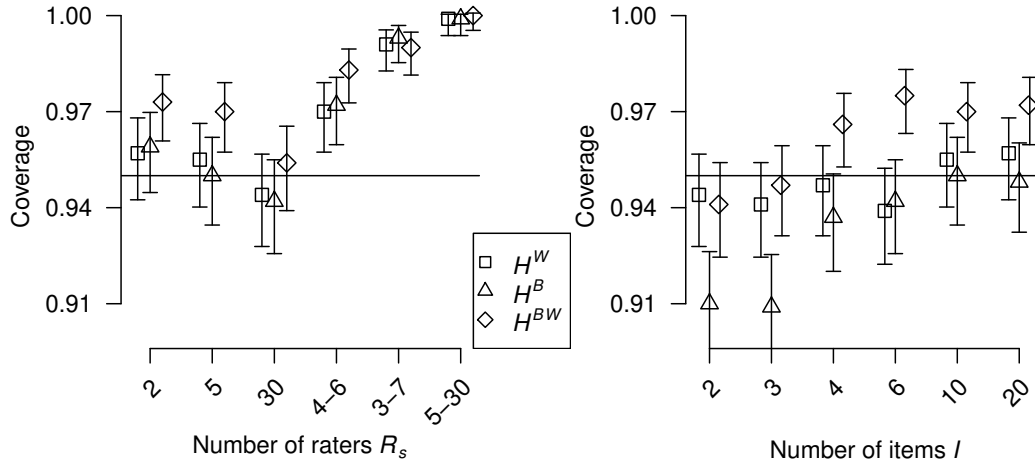 Coverage
1.00
0.97
0.94
0.91
2
5
30
4−6
3−7
5−30
Number of raters R_s
H^W
H^B
H^BW
Coverage
1.00
0.97
0.94
0.91
2
3
4
6
10
20
Number of items I